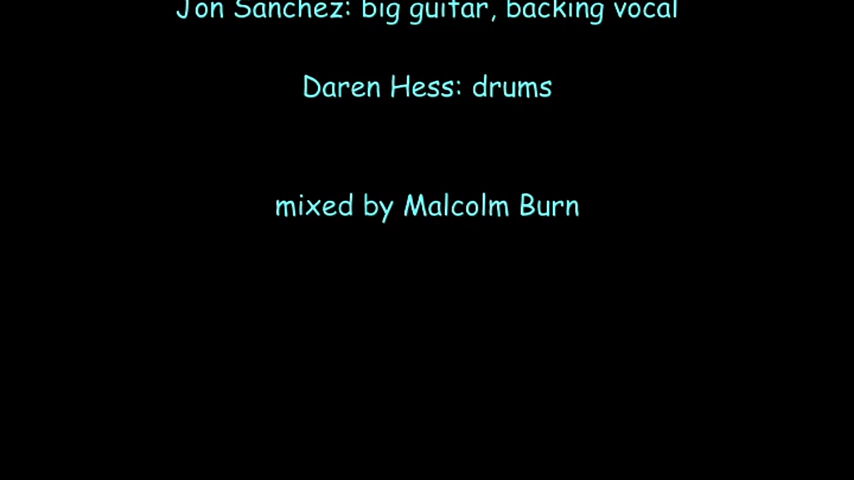 Jon Sanchez: big guitar, backing vocal
Daren Hess: drums
mixed by Malcolm Burn